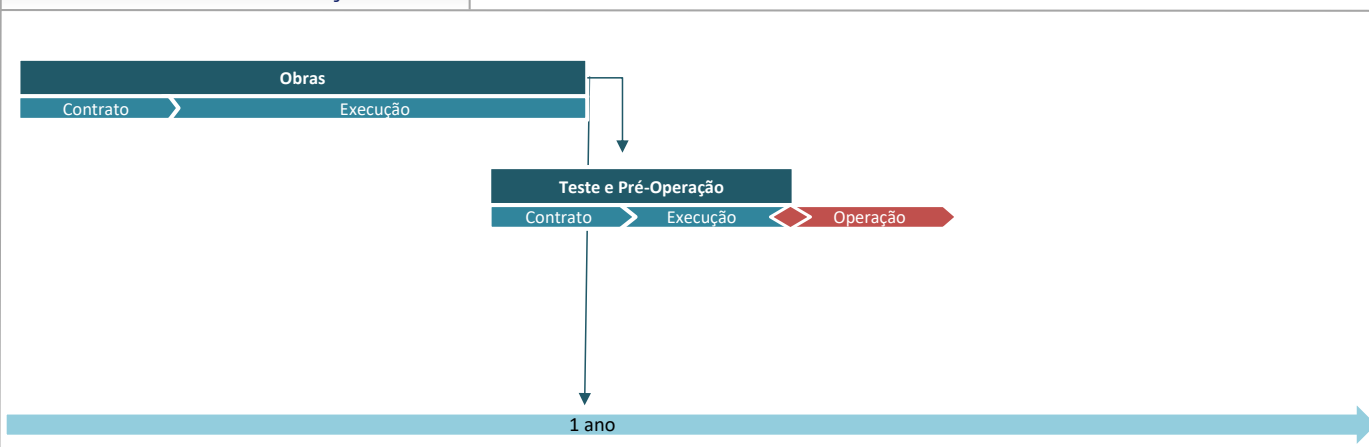 Obras
Contrato
Execução
Teste e Pré-Operação
Contrato
Execução
Operação
1 ano